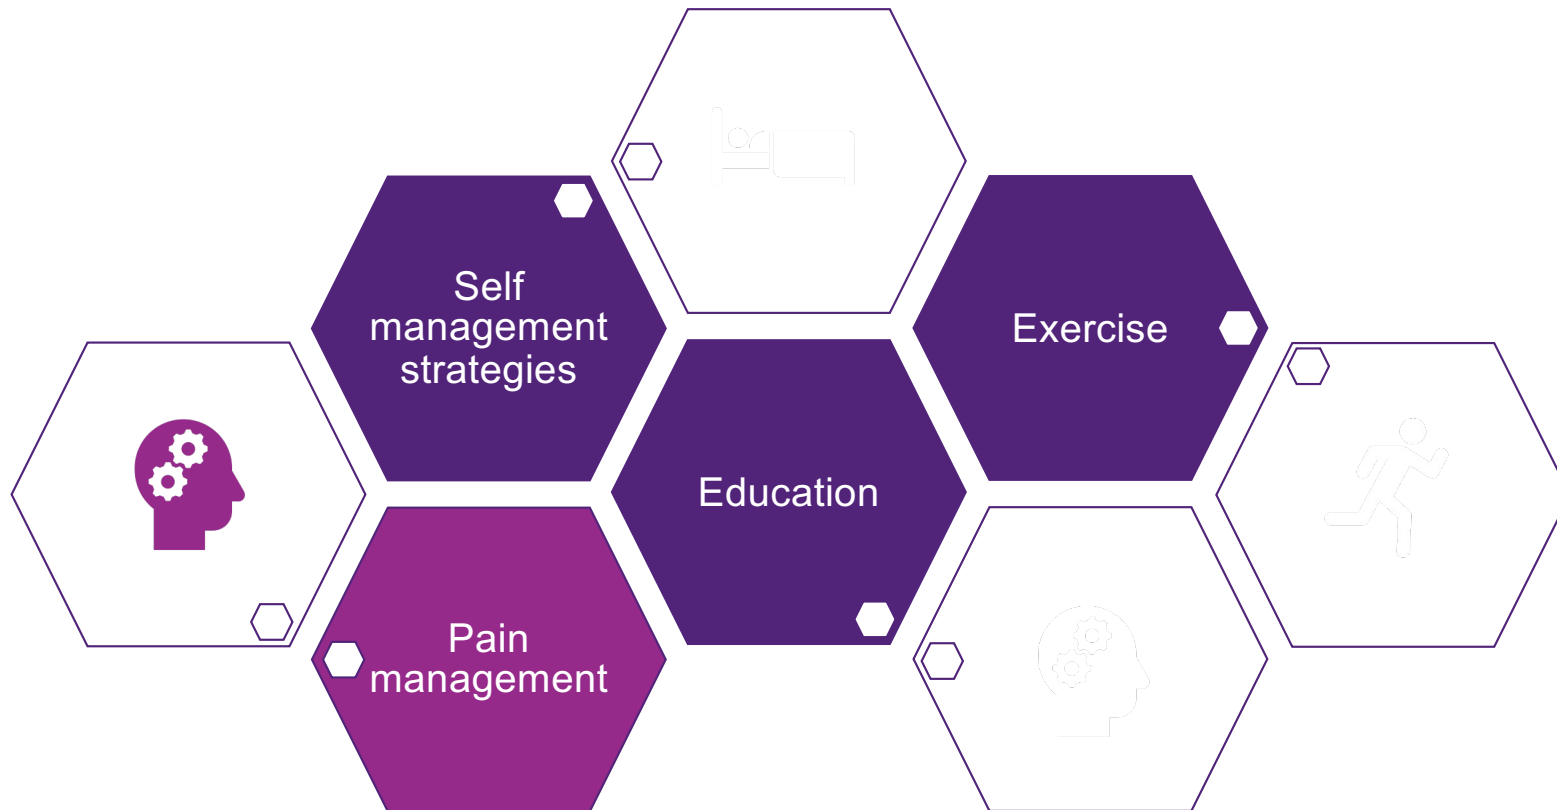 Self
management
strategies
Exercise
Education
Pain
management